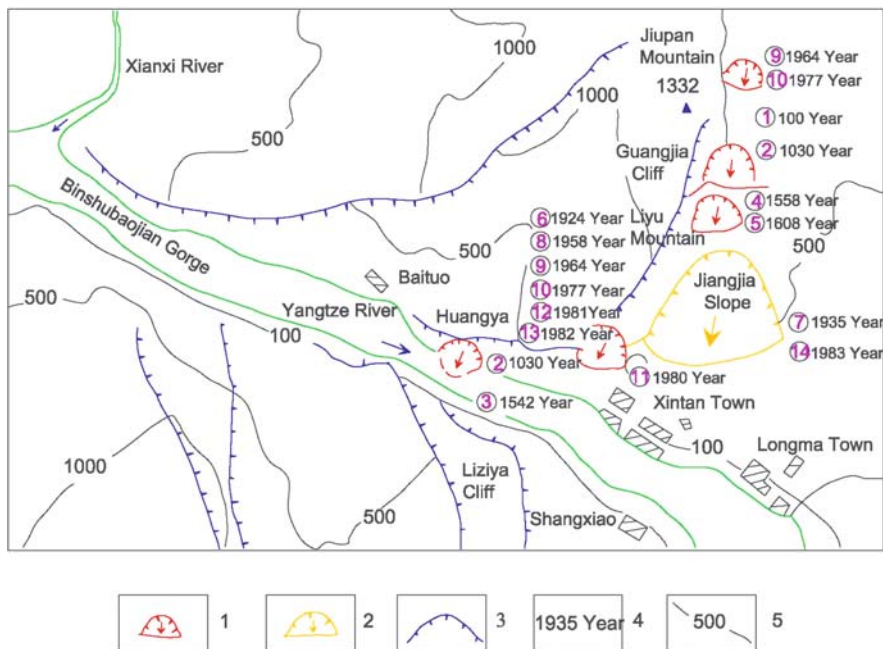 Xianxi River
1000
Jiupan
Mountain
⑨ 1964 Year
⑩ 1977 Year
1332
1000
① 100 Year
500
② 1030 Year
Guangjia
Cliff
Binshubaojian Gorge
④ 1558 Year
⑤ 1608 Year
Liyu
Mountain
⑥ 1924 Year
⑧ 1958 Year
500
500
⑨ 1964 Year
Baituo
Jiangjia
Slope
⑩ 1977 Year
500
Yangtze River
Huangya
⑫ 1981Year
⑬ 1982 Year
⑦ 1935 Year
100
⑭ 1983 Year
② 1030 Year
⑪ 1980 Year
③ 1542 Year
Xintan Town
100
Longma Town
1000
Liziya
Cliff
500
Shangxiao
1
2
3
1935 Year
4
500
5